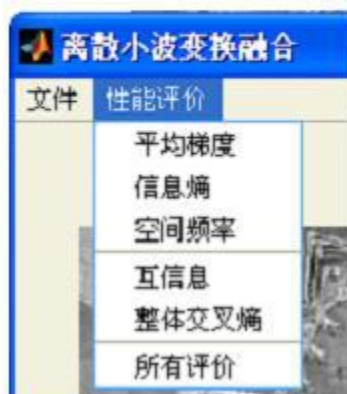 离散小波变换融合
文件 性能评价
平均梯度
信息熵
空间频率
互信息
整体交叉熵
所有评价